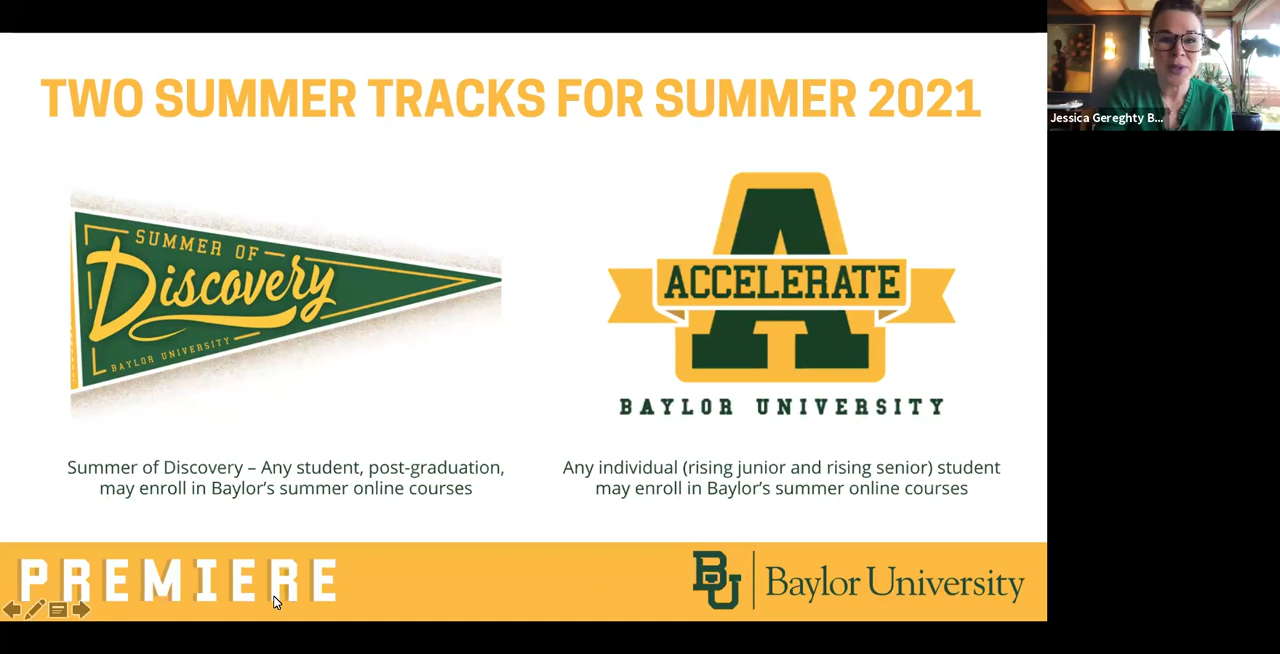 TWO SUMMER TRACKS FOR SUMMER 2021
SUMMER OF
Discovery
BAYLOR UNIVERSITY
A
ACCELERATE
BAYLOR UNIVERSITY
Summer of Discovery – Any student, post-graduation,
may enroll in Baylor's summer online courses
Any individual (rising junior and rising senior) student
may enroll in Baylor's summer online courses
PREMIERE
BU
Baylor University
Jessica Gereghty B...